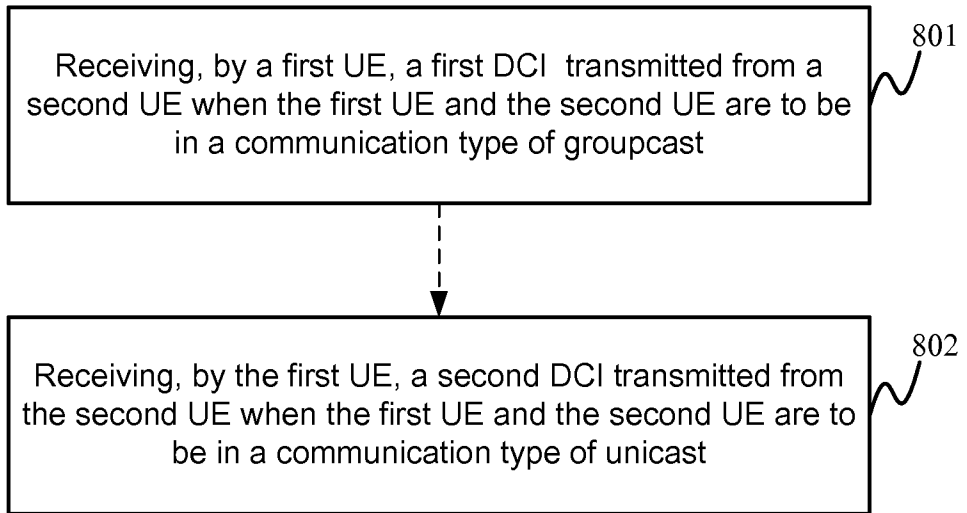 801
Receiving, by a first UE, a first DCI transmitted from a
second UE when the first UE and the second UE are to be
in a communication type of groupcast
802
Receiving, by the first UE, a second DCI transmitted from
the second UE when the first UE and the second UE are to
be in a communication type of unicast